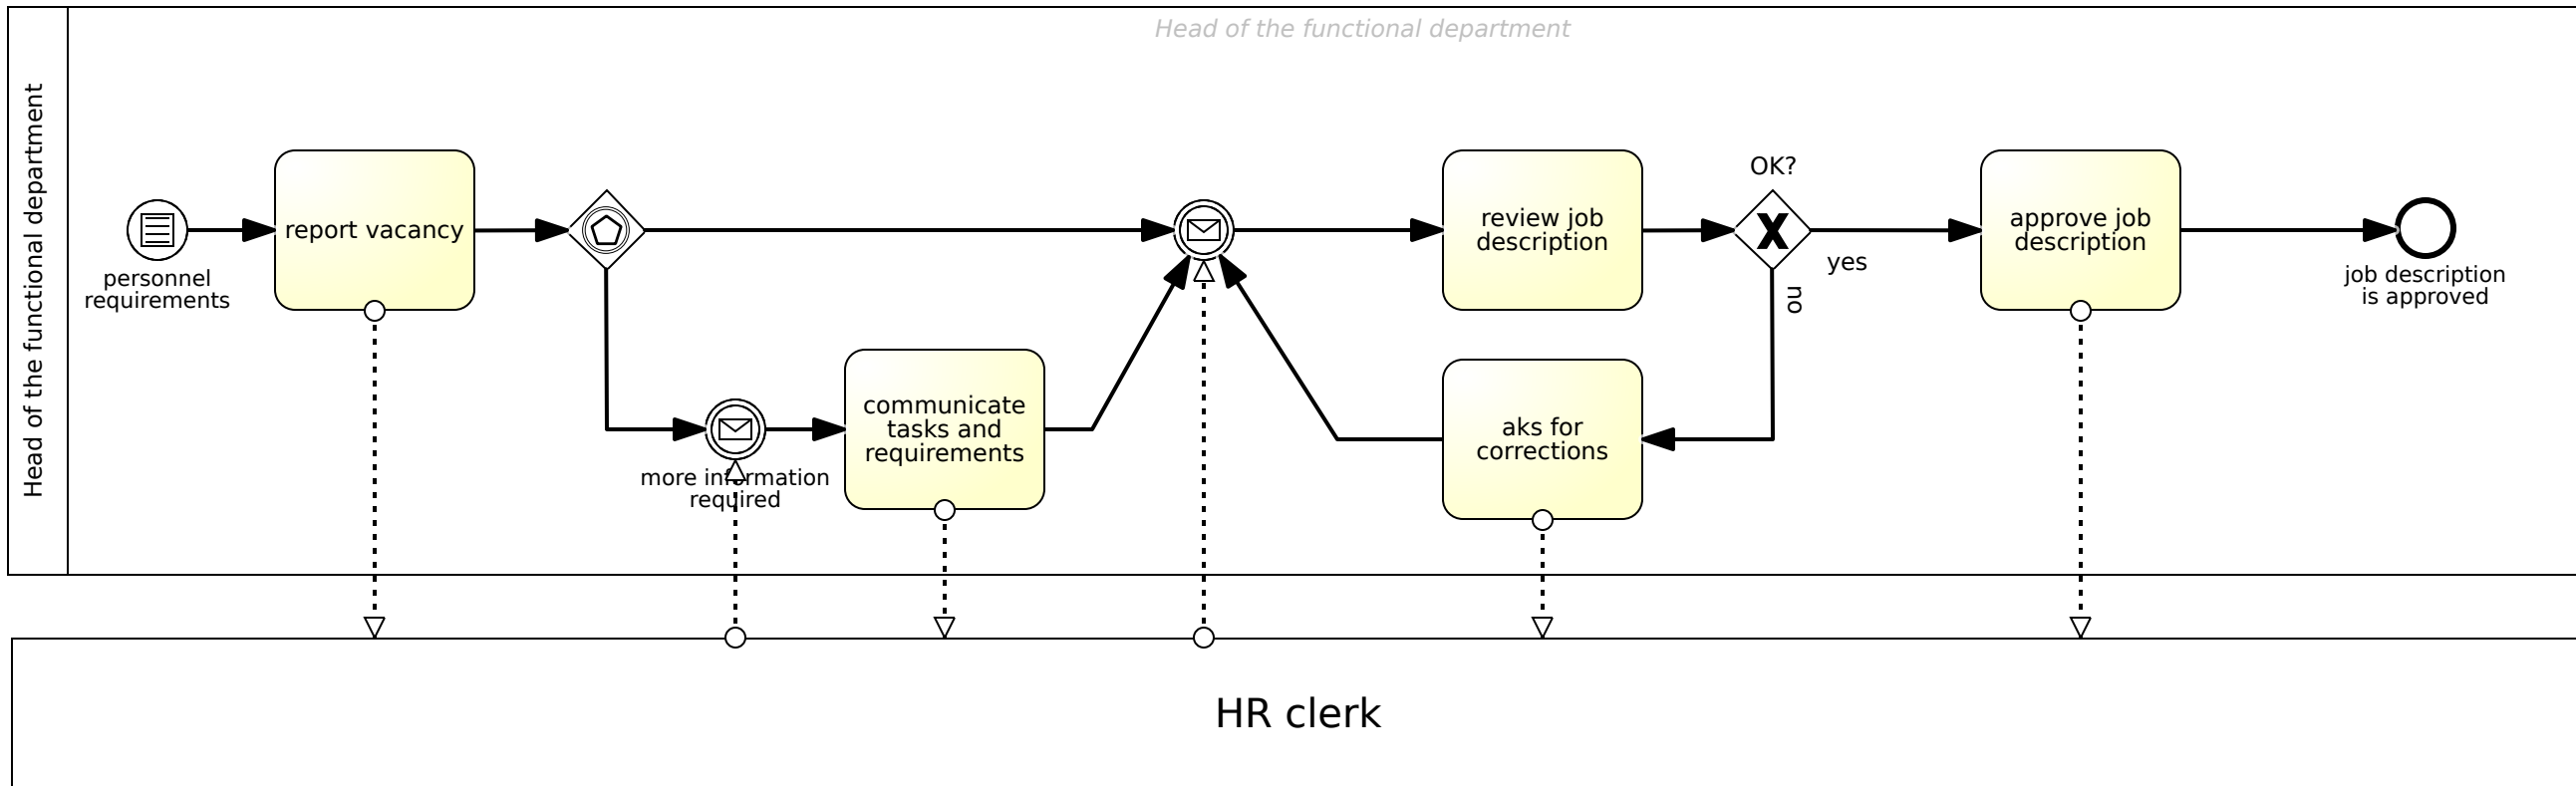 Head of the functional department
Head of the functional department
personnel
requirements
report vacancy
more information
required
communicate
tasks and
requirements
review job
description
OK?
yes
no
aks for
corrections
approve job
description
job description
is approved
HR clerk